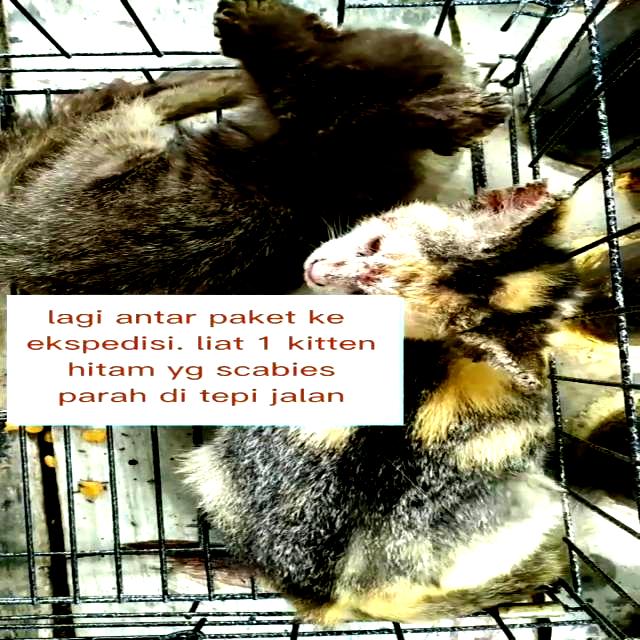 lagi antar paket ke
ekspedisi. liat 1 kitten
hitam yg scabies
parah di tepi jalan